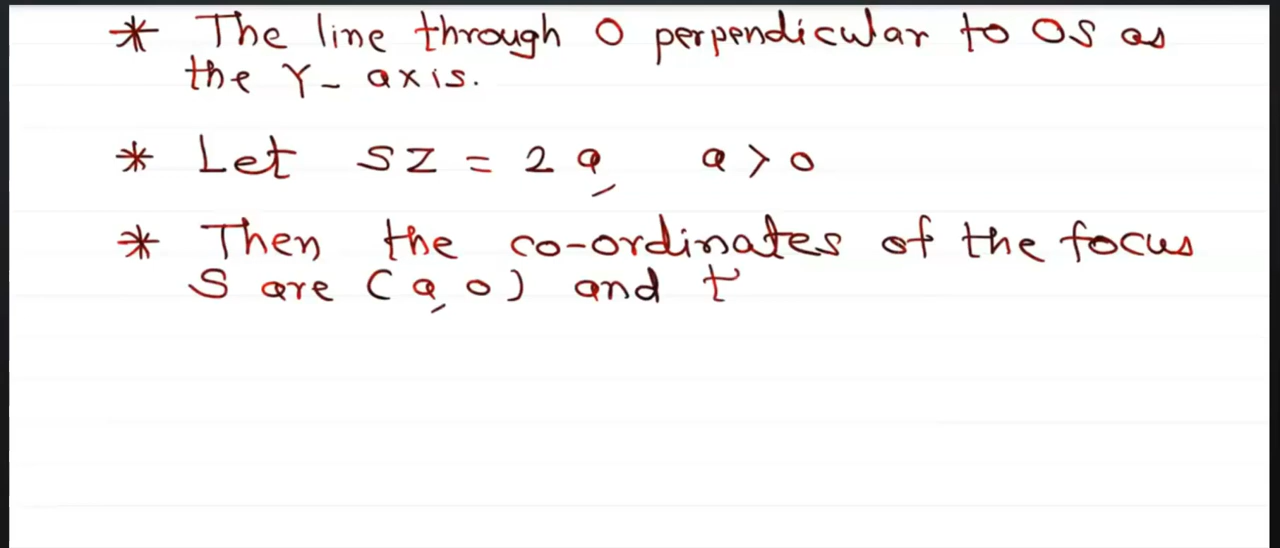 * The line through O perpendicular to OS as
the Y- axis.
* Let SZ = 2a, a > 0
* Then the co-ordinates of the focus
S are (a, 0) and t